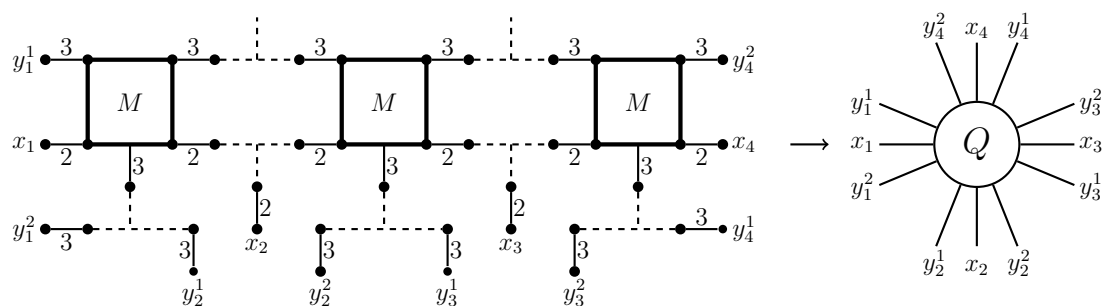 3 3 3 3 3 3 y_4^2 x_4 y_4^1
y_1^1 y_4^2
M M M y_1^1 y_3^2
x_1 x_4 x_1 Q x_3
2 2 2 2 2 2
3 3 3 y_1^2 y_3^1
2 2
y_1^2 3 3 y_4^1
3 x_2 3 3 x_3 3 y_2^1 x_2 y_2^2
y_2^1 y_2^2 y_3^1 y_3^2